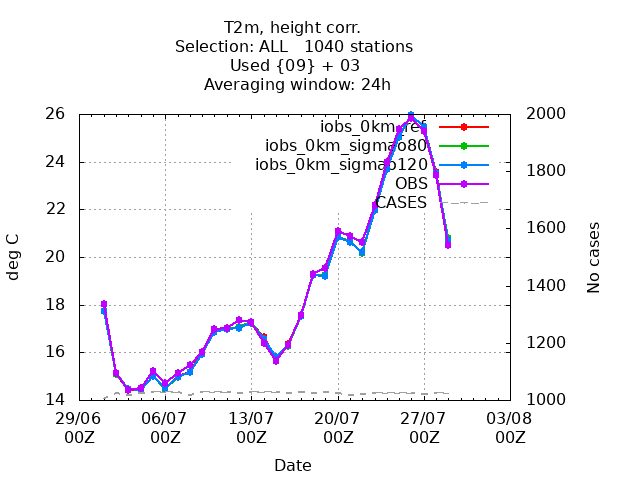 T2m, height corr.
Selection: ALL   1040 stations
Used {09} + 03
Averaging window: 24h
iobs_0km_ref
iobs_0km_sigmao80
iobs_0km_sigmao120
OBS
CASES
26
24
22
20
18
16
14
deg C
2000
1800
1600
1400
1200
1000
No cases
29/06 06/07 13/07 20/07 27/07 03/08
00Z 00Z 00Z 00Z 00Z 00Z
Date